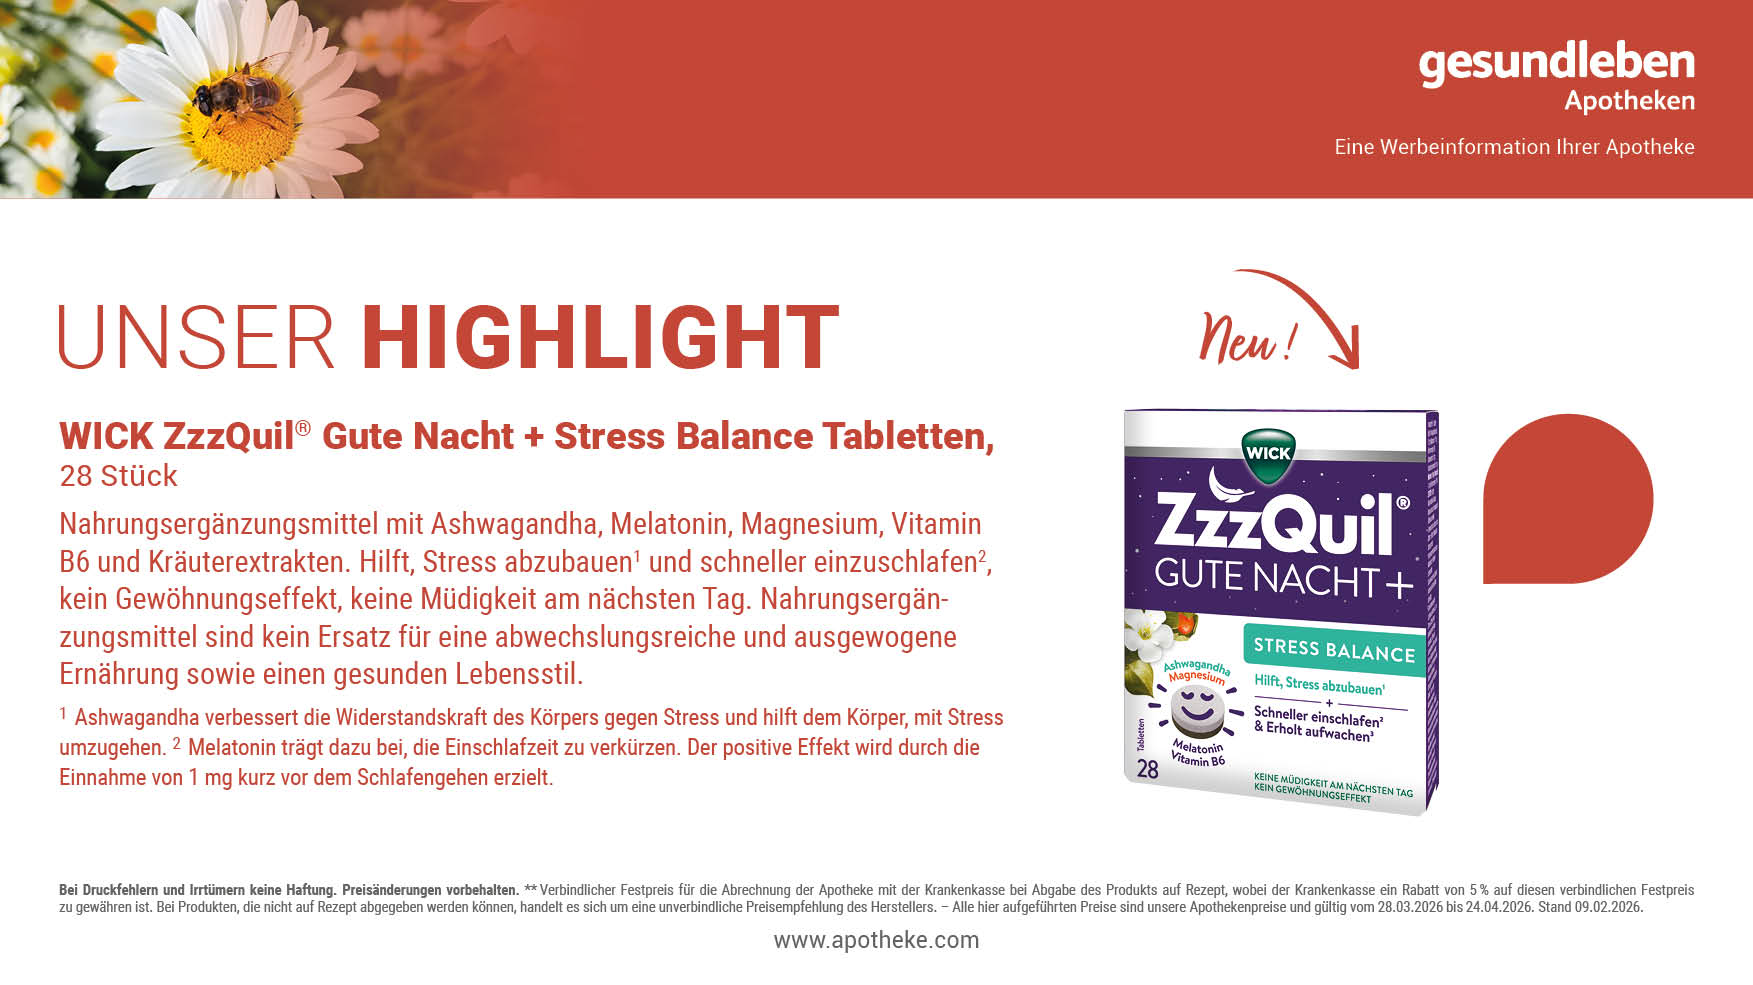 gesundleben
Apotheken
Eine Werbeinformation Ihrer Apotheke
UNSER HIGHLIGHT
Neu!
WICK ZzzQuil® Gute Nacht + Stress Balance Tabletten,
28 Stück
Nahrungsergänzungsmittel mit Ashwagandha, Melatonin, Magnesium, Vitamin
B6 und Kräuterextrakten. Hilft, Stress abzubauen¹ und schneller einzuschlafen²,
kein Gewöhnungseffekt, keine Müdigkeit am nächsten Tag. Nahrungsergän-
zungsmittel sind kein Ersatz für eine abwechslungsreiche und ausgewogene
Ernährung sowie einen gesunden Lebensstil.
¹ Ashwagandha verbessert die Widerstandskraft des Körpers gegen Stress und hilft dem Körper, mit Stress
umzugehen. ² Melatonin trägt dazu bei, die Einschlafzeit zu verkürzen. Der positive Effekt wird durch die
Einnahme von 1 mg kurz vor dem Schlafengehen erzielt.
WICK
ZzzQuil®
GUTE NACHT+
STRESS BALANCE
Ashwagandha
Magnesium
Melatonin
Vitamin B6
Hilft, Stress abzubauen¹
+
Schneller einschlafen²
& Erholt aufwachen³
Tabletten
28
KEINE MÜDIGKEIT AM NÄCHSTEN TAG
KEIN GEWÖHNUNGSEFFEKT
Bei Druckfehlern und Irrtümern keine Haftung. Preisänderungen vorbehalten. ** Verbindlicher Festpreis für die Abrechnung der Apotheke mit der Krankenkasse bei Abgabe des Produkts auf Rezept, wobei der Krankenkasse ein Rabatt von 5 % auf diesen verbindlichen Festpreis
zu gewähren ist. Bei Produkten, die nicht auf Rezept abgegeben werden können, handelt es sich um eine unverbindliche Preisempfehlung des Herstellers. – Alle hier aufgeführten Preise sind unsere Apothekenpreise und gültig vom 28.03.2026 bis 24.04.2026. Stand 09.02.2026.
www.apotheke.com